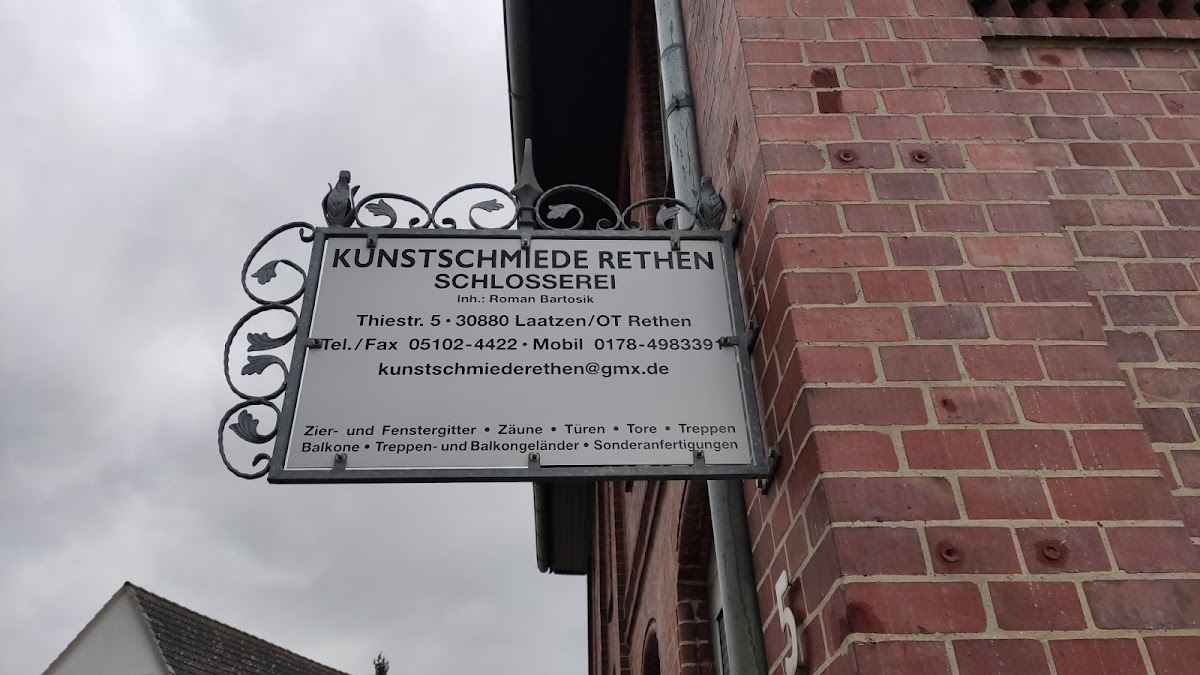 KUNSTSCHMIEDE RETHEN
SCHLOSSEREI
Inh.: Roman Bartosik
Thiestr. 5 • 30880 Laatzen/OT Rethen
Tel./Fax 05102-4422 • Mobil 0178-4983391
kunstschmiederethen@gmx.de
Zier- und Fenstergitter • Zäune • Türen • Tore • Treppen
Balkone • Treppen- und Balkongeländer • Sonderanfertigungen
5